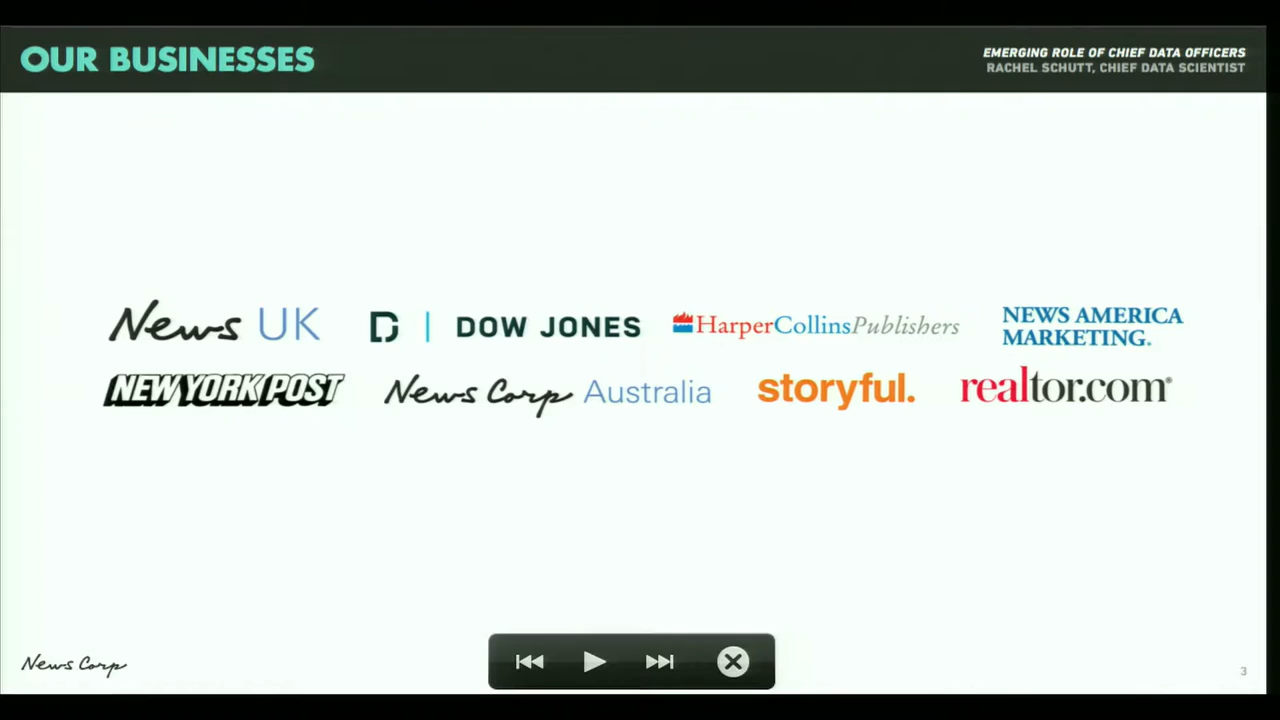 OUR BUSINESSES
EMERGING ROLE OF CHIEF DATA OFFICERS
RACHEL SCHUTT, CHIEF DATA SCIENTIST
News UK
D | DOW JONES
HarperCollinsPublishers
NEWS AMERICA
MARKETING.
NEW YORK POST
News Corp Australia
storyful.
realtor.com®
News Corp
3